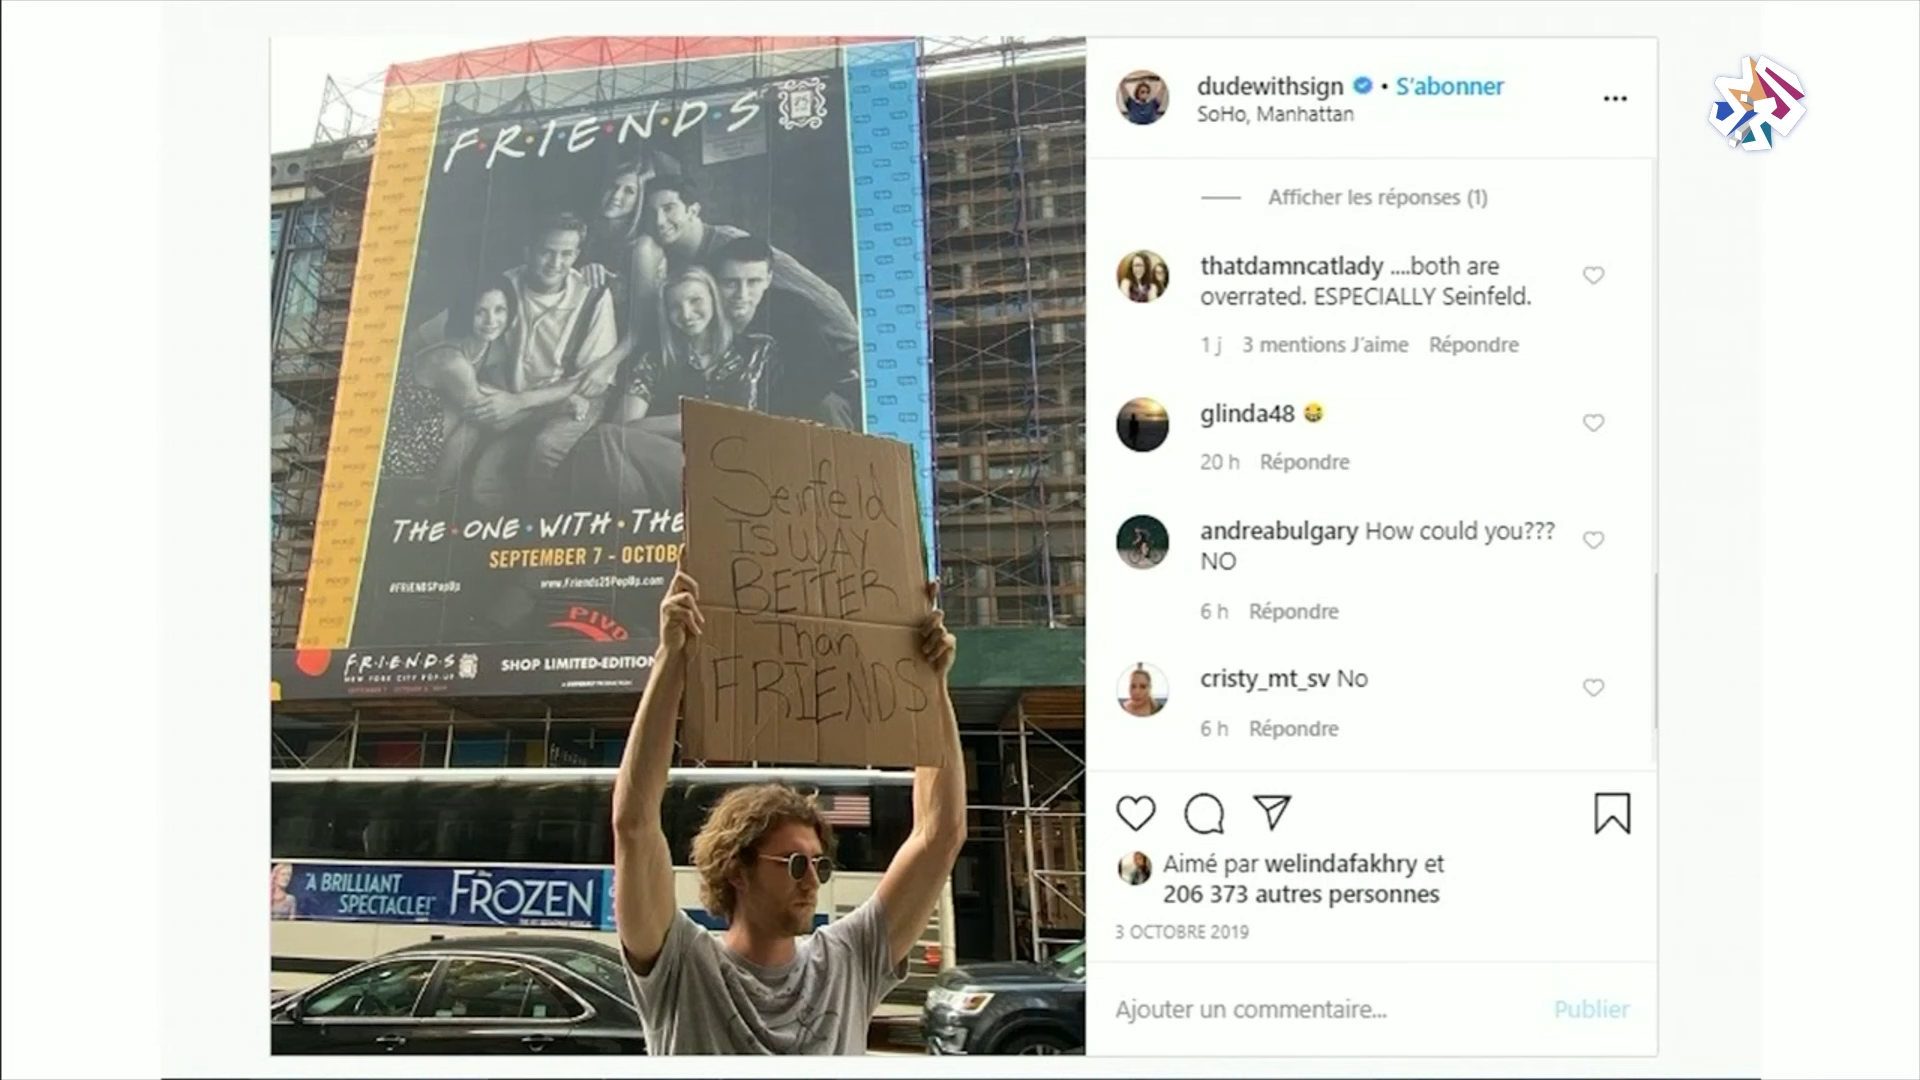 F·R·I·E·N·D·S
THE·ONE·WITH·THE
SEPTEMBER 7 - OCTOB
#FRIENDSPopUp
www.Friends25PopUp.com
PIVO
F·R·I·E·N·D·S
NEW YORK CITY POP-UP
SHOP LIMITED-EDITION
Seinfeld
IS WAY
BETTER
Than
FRIENDS
"A BRILLIANT
SPECTACLE!"
FROZEN
dudewithsign • S'abonner
SoHo, Manhattan
Afficher les réponses (1)
thatdamncatlady ....both are
overrated. ESPECIALLY Seinfeld.
1 j 3 mentions J'aime Répondre
glinda48 😂
20 h Répondre
andreabulgary How could you???
NO
6 h Répondre
cristy_mt_sv No
6 h Répondre
Aimé par welindafakhry et
206 373 autres personnes
3 OCTOBRE 2019
Ajouter un commentaire...
Publier